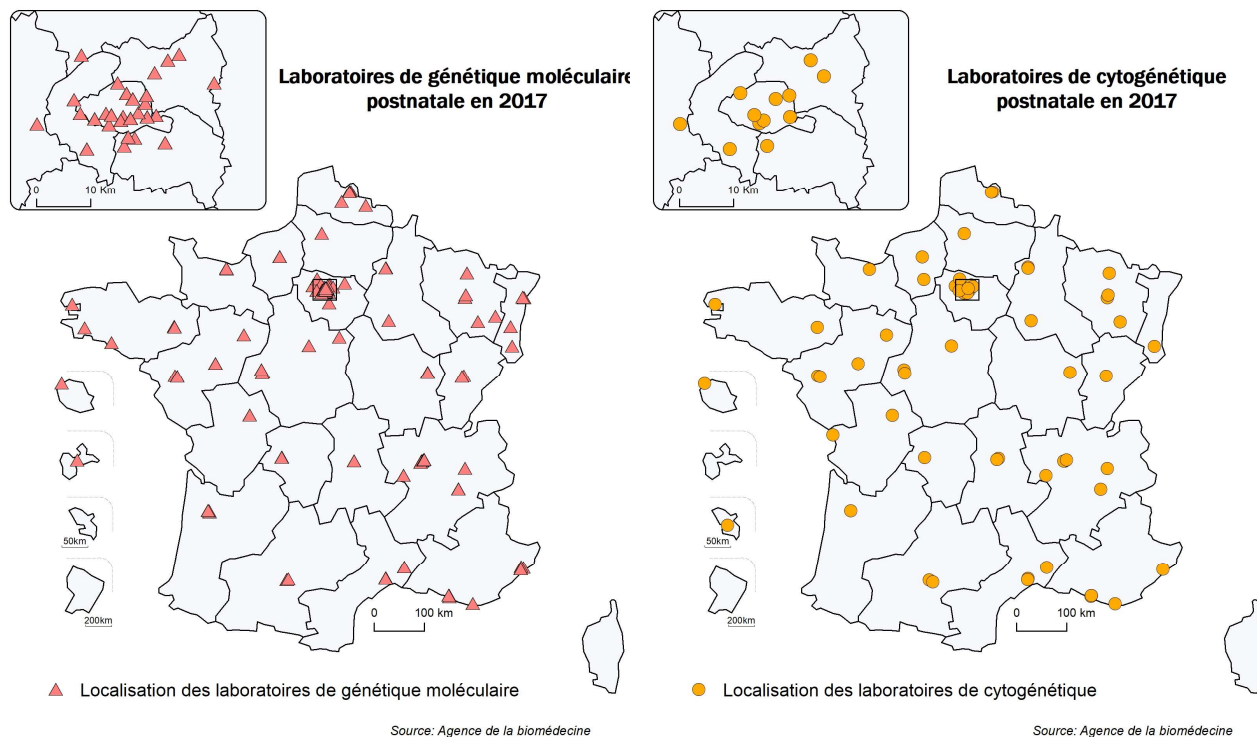 Laboratoires de génétique moléculaire
postnatale en 2017
0
10 Km
50km
200km
0
100 km
Localisation des laboratoires de génétique moléculaire
Source: Agence de la biomédecine
Laboratoires de cytogénétique
postnatale en 2017
0
10 Km
50km
200km
0
100 km
Localisation des laboratoires de cytogénétique
Source: Agence de la biomédecine